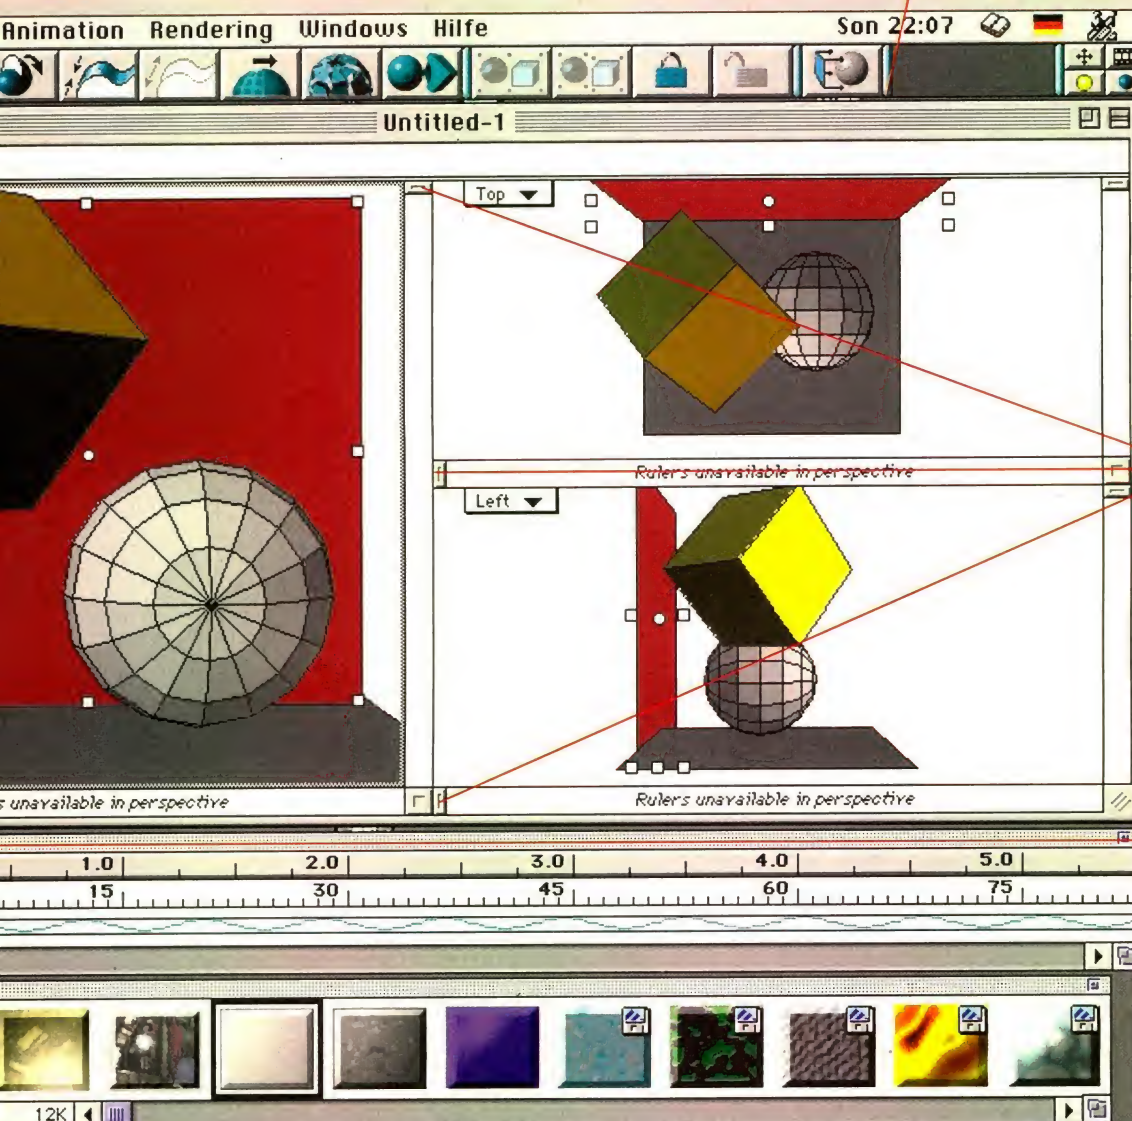 Animation Rendering Windows Hilfe Son 22:07
Untitled-1
Top
Rulers unavailable in perspective
Left
s unavailable in perspective
Rulers unavailable in perspective
1.0 2.0 3.0 4.0 5.0
15 30 45 60 75
12K